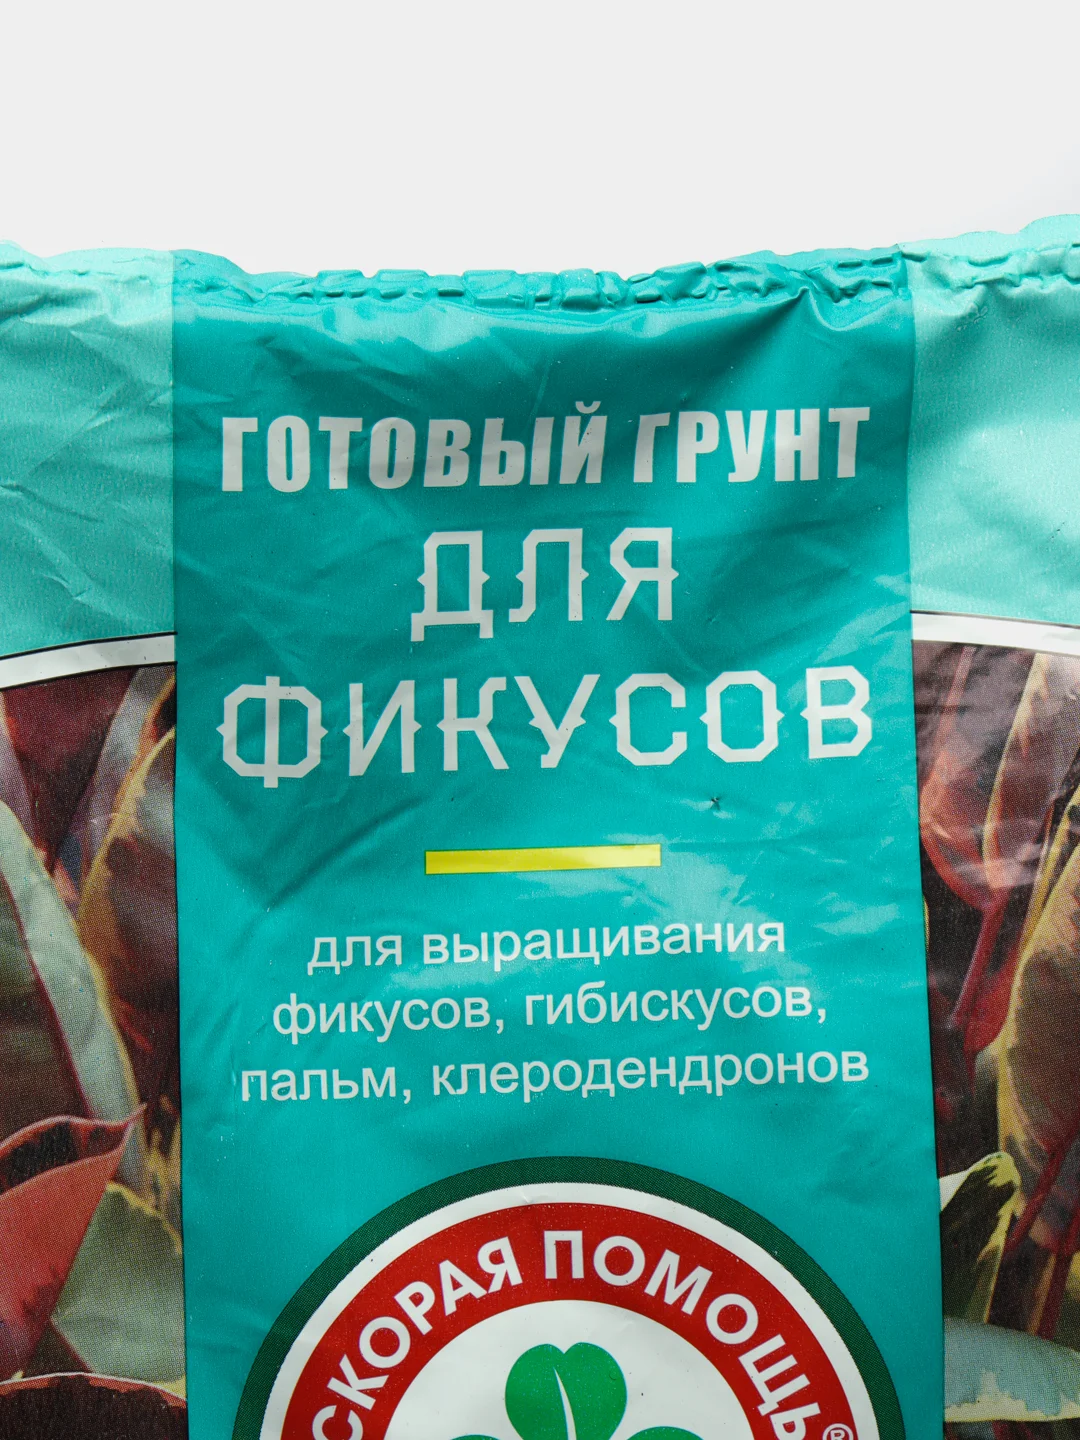 ГОТОВЫЙ ГРУНТ
ДЛЯ
ФИКУСОВ
для выращивания
фикусов, гибискусов,
пальм, клеродендронов
СКОРАЯ ПОМОЩЬ®